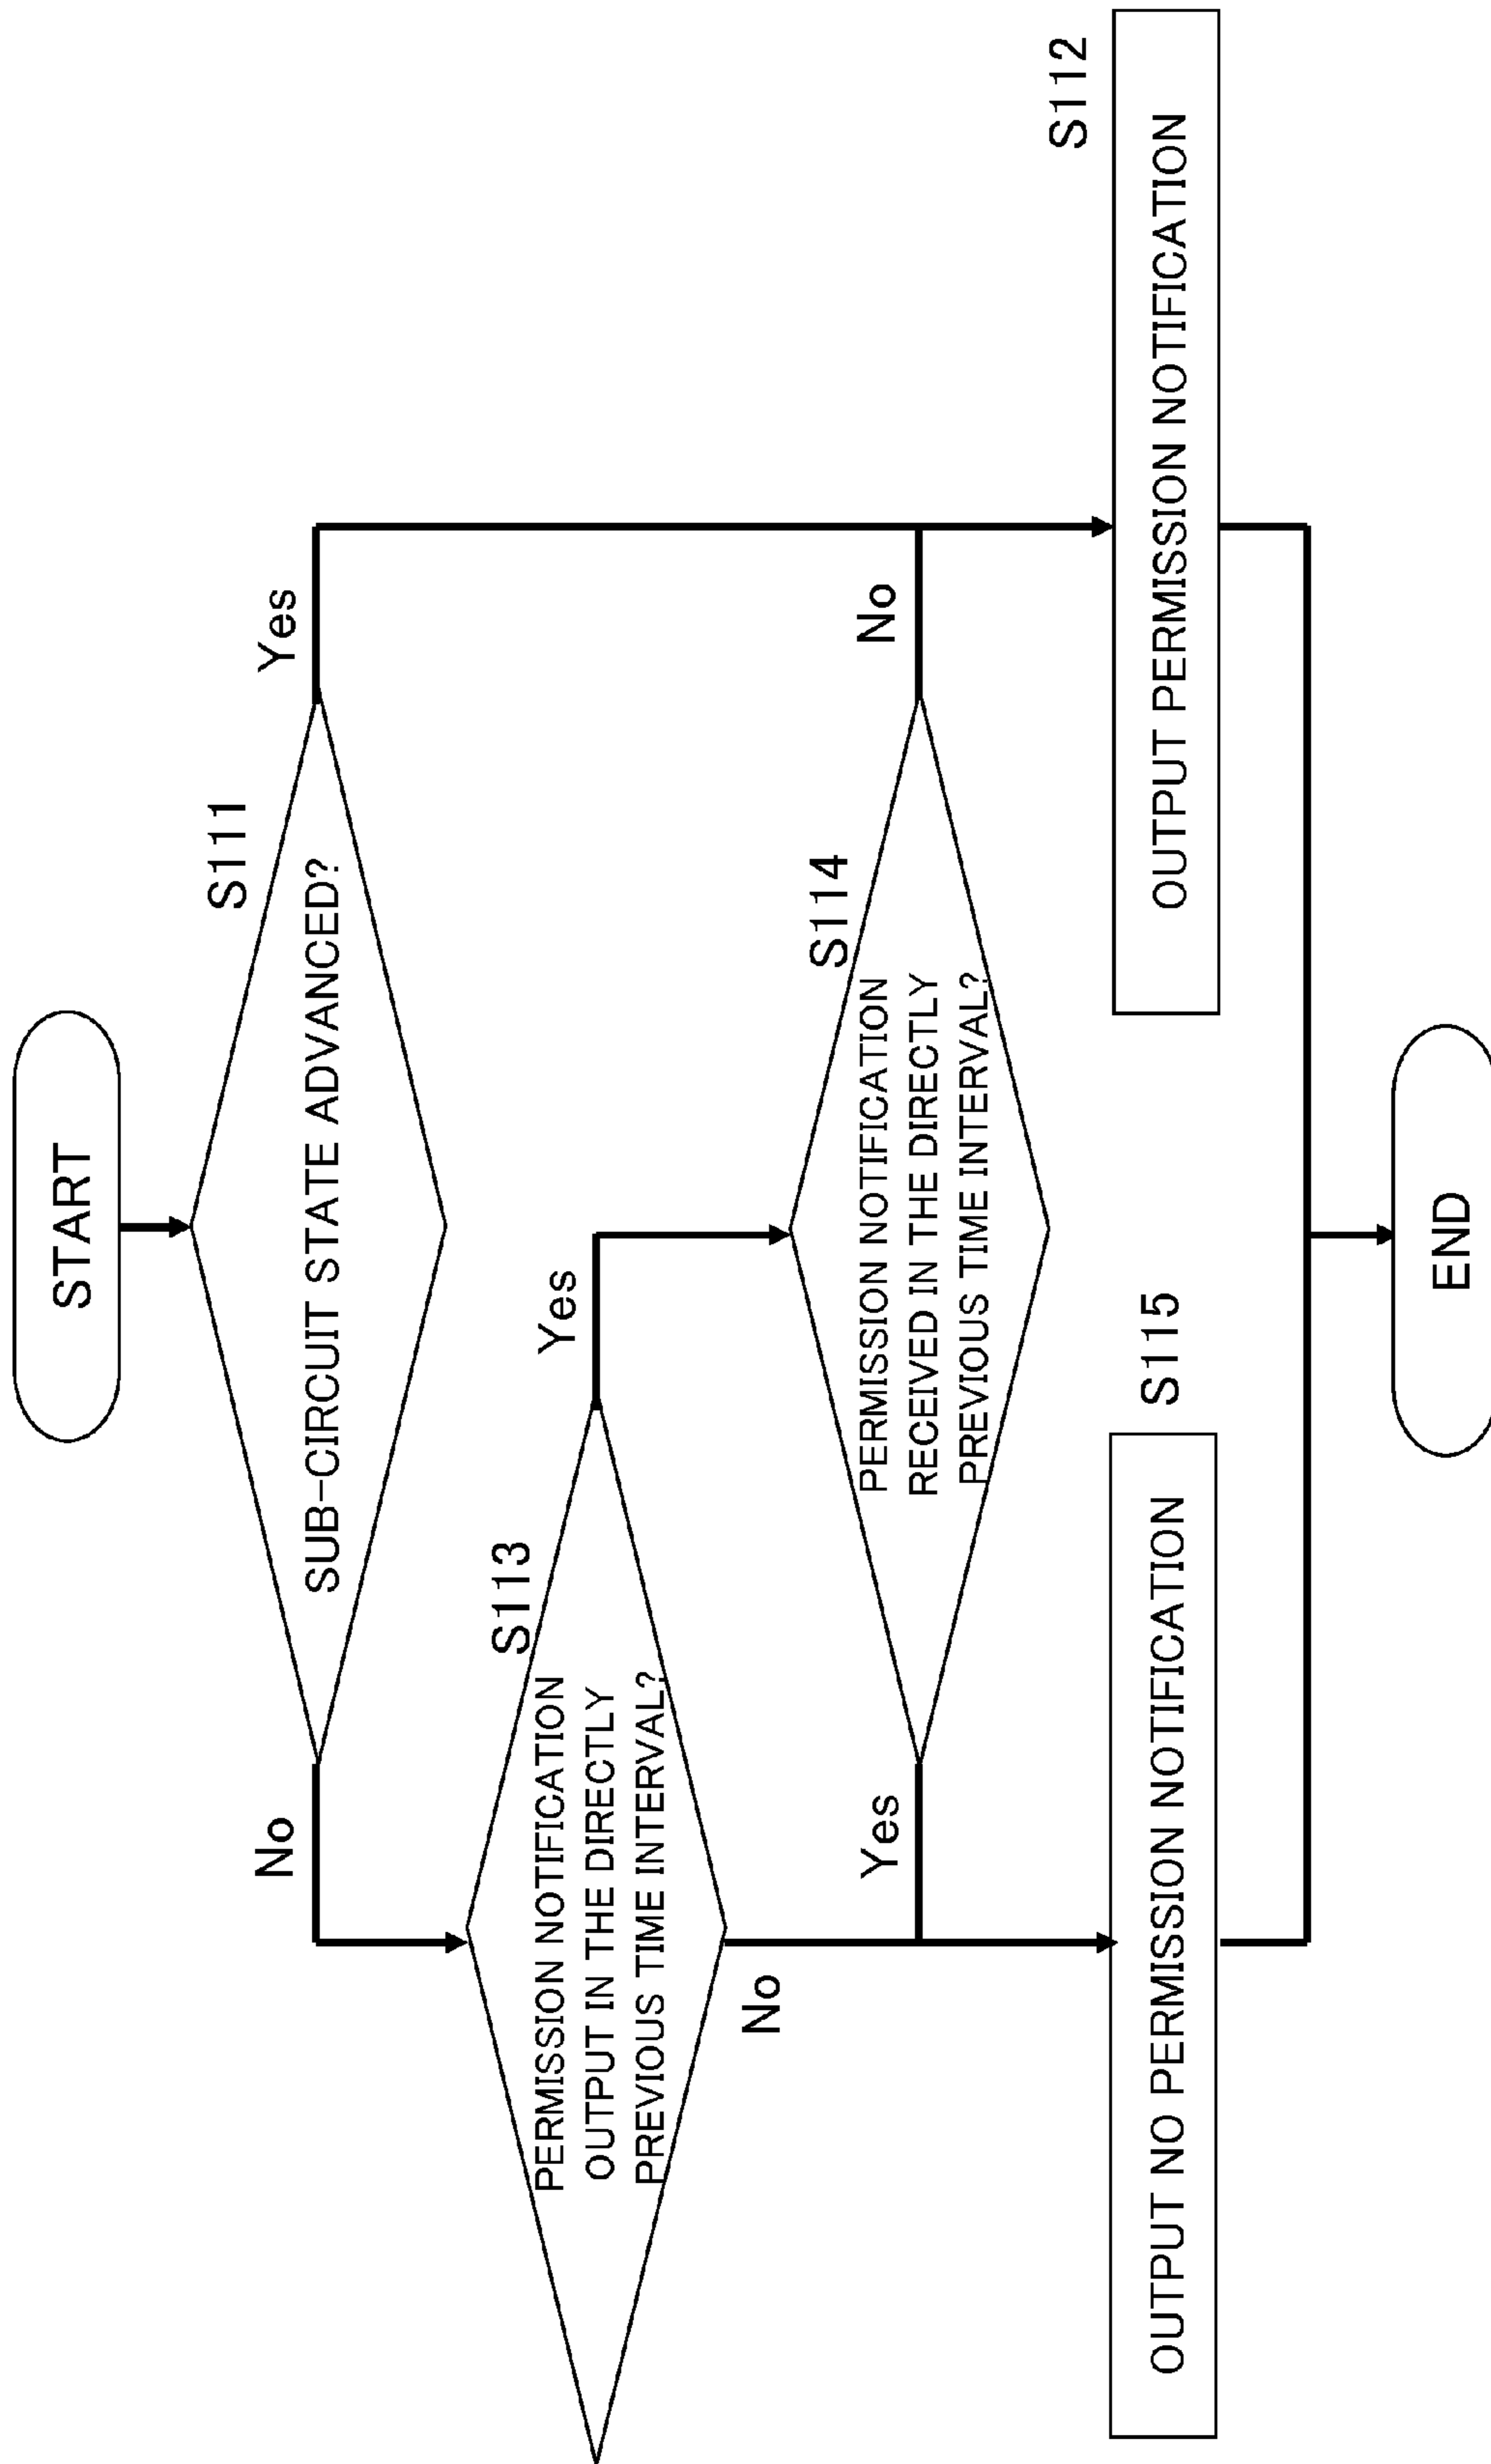 START
S111
SUB-CIRCUIT STATE ADVANCED?
No
Yes
S113
PERMISSION NOTIFICATION
OUTPUT IN THE DIRECTLY
PREVIOUS TIME INTERVAL?
Yes
No
S114
PERMISSION NOTIFICATION
RECEIVED IN THE DIRECTLY
PREVIOUS TIME INTERVAL?
Yes
No
S115
OUTPUT NO PERMISSION NOTIFICATION
S112
OUTPUT PERMISSION NOTIFICATION
END